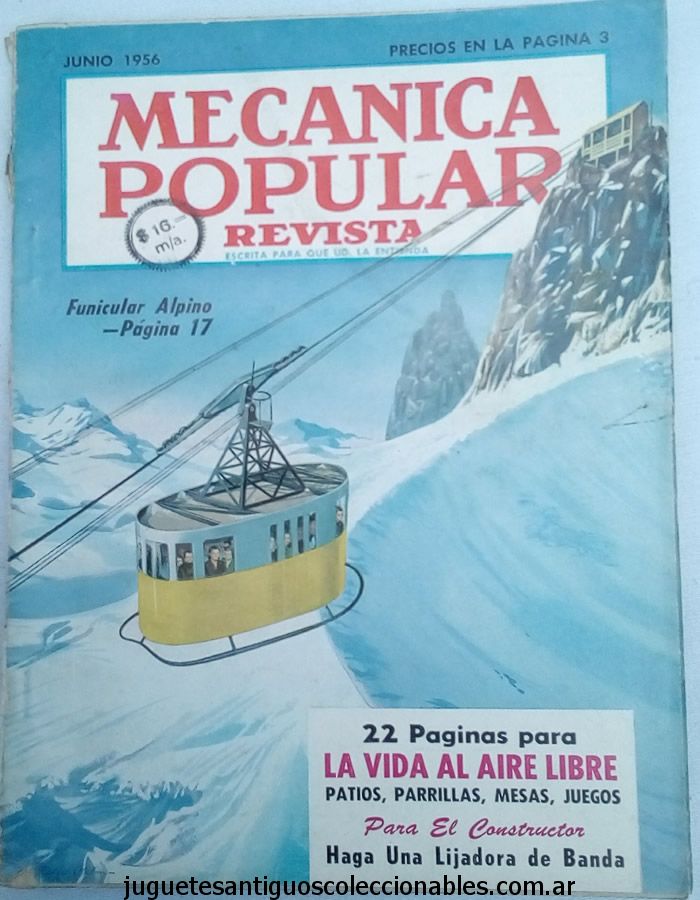 JUNIO 1956
PRECIOS EN LA PAGINA 3
MECANICA
POPULAR
REVISTA
ESCRITA PARA QUE UD. LA ENTIENDA
$ 16.—
m/a.
Funicular Alpino
—Página 17
22 Paginas para
LA VIDA AL AIRE LIBRE
PATIOS, PARRILLAS, MESAS, JUEGOS
Para El Constructor
Haga Una Lijadora de Banda
juguetesantiguoscoleccionables.com.ar